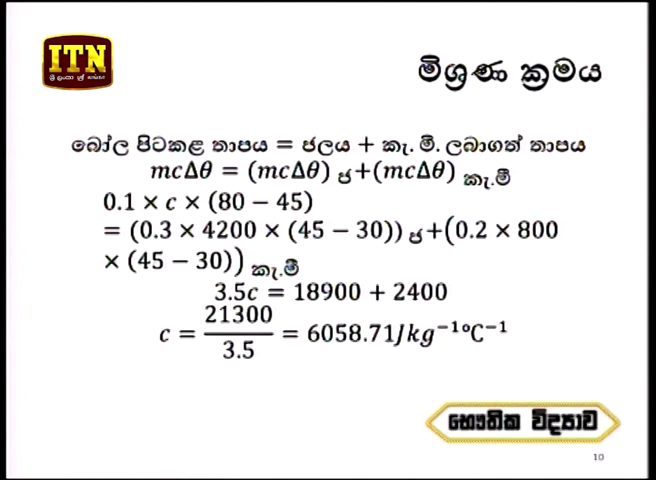 ITN
ශ්‍රී ලංකා ශ්‍රී සත්කාර
මිශ්‍රණ ක්‍රමය
බෝල පිටකළ තාපය = ජලය + කැ. මී. ලබාගත් තාපය
mcΔθ = (mcΔθ) ජ+(mcΔθ) කැ.මී
0.1 × c × (80 − 45)
= (0.3 × 4200 × (45 − 30)) ජ+(0.2 × 800
× (45 − 30)) කැ.මී
3.5c = 18900 + 2400
c = 21300/3.5 = 6058.71Jkg⁻¹°C⁻¹
භෞතික විද්‍යාව
10